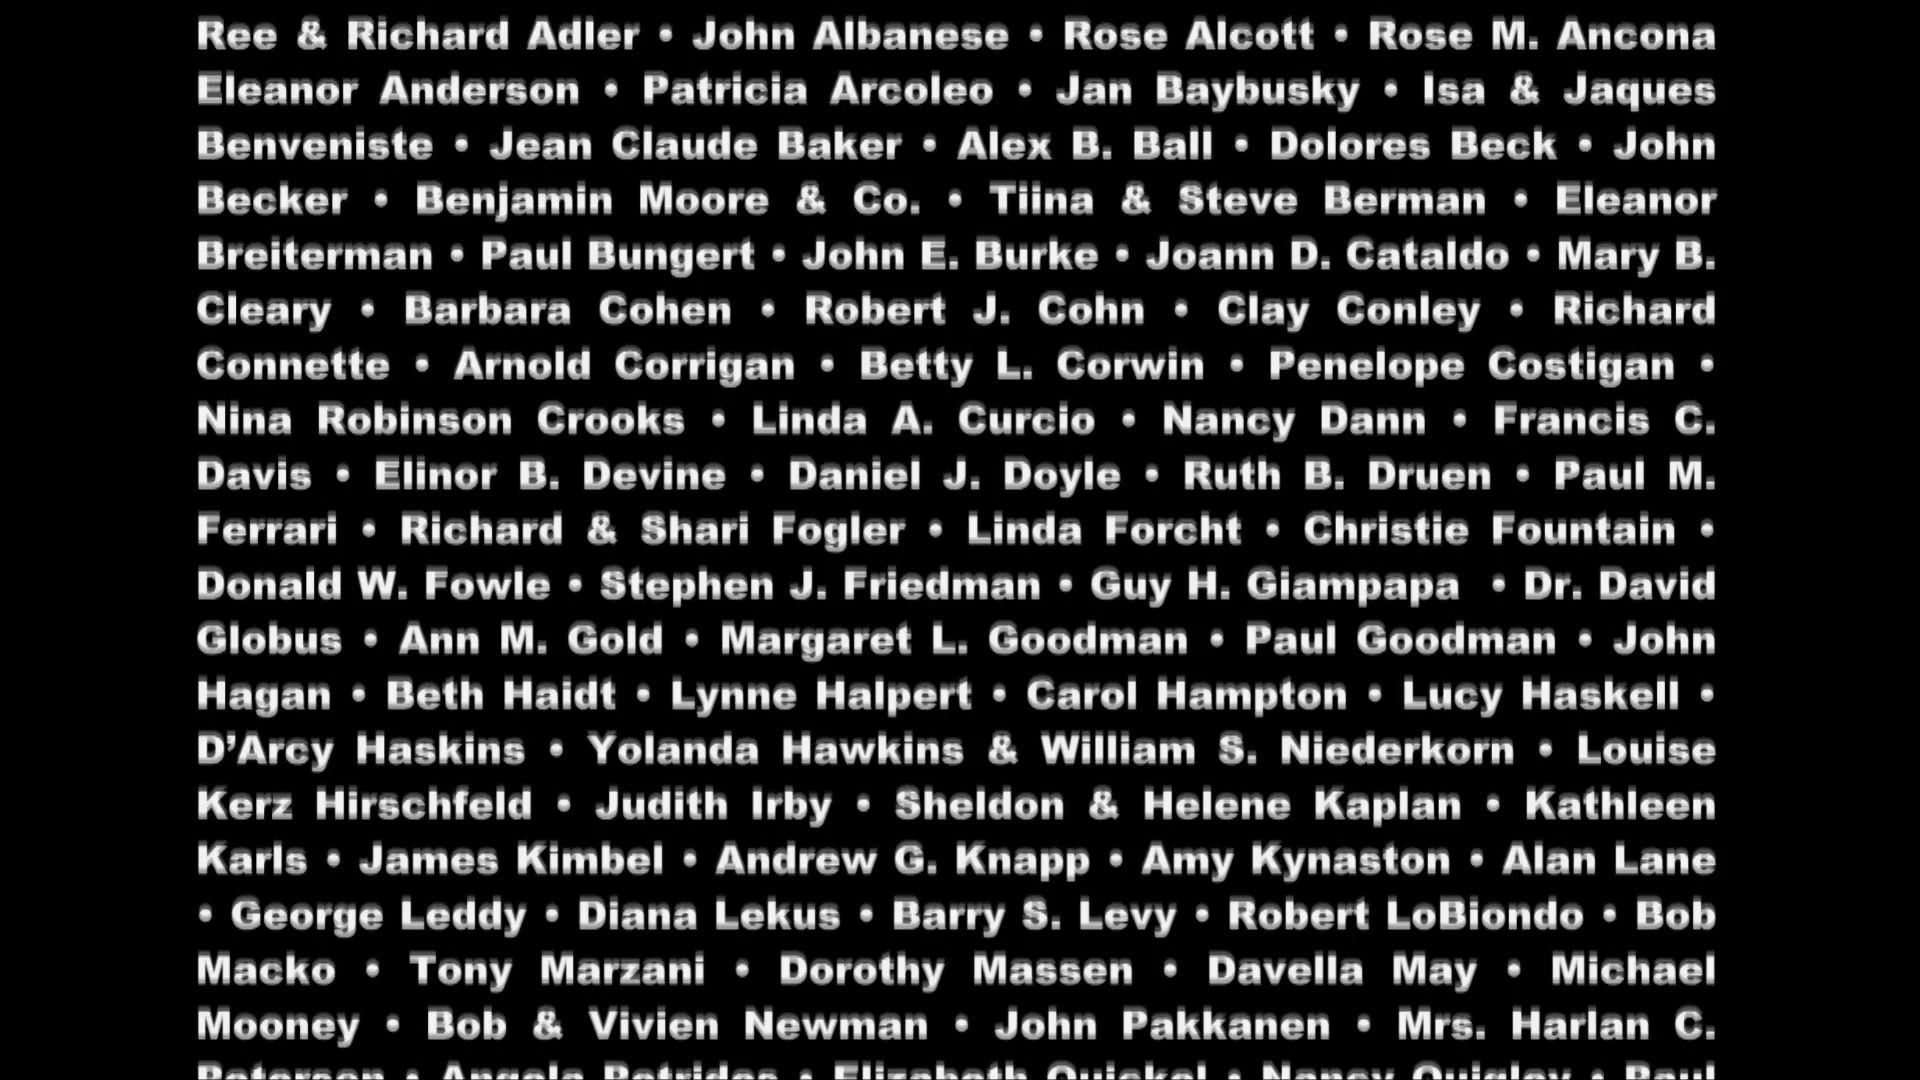 Ree & Richard Adler • John Albanese • Rose Alcott • Rose M. Ancona
Eleanor Anderson • Patricia Arcoleo • Jan Baybusky • Isa & Jaques
Benveniste • Jean Claude Baker • Alex B. Ball • Dolores Beck • John
Becker • Benjamin Moore & Co. • Tiina & Steve Berman • Eleanor
Breiterman • Paul Bungert • John E. Burke • Joann D. Cataldo • Mary B.
Cleary • Barbara Cohen • Robert J. Cohn • Clay Conley • Richard
Connette • Arnold Corrigan • Betty L. Corwin • Penelope Costigan •
Nina Robinson Crooks • Linda A. Curcio • Nancy Dann • Francis C.
Davis • Elinor B. Devine • Daniel J. Doyle • Ruth B. Druen • Paul M.
Ferrari • Richard & Shari Fogler • Linda Forcht • Christie Fountain •
Donald W. Fowle • Stephen J. Friedman • Guy H. Giampapa • Dr. David
Globus • Ann M. Gold • Margaret L. Goodman • Paul Goodman • John
Hagan • Beth Haidt • Lynne Halpert • Carol Hampton • Lucy Haskell •
D’Arcy Haskins • Yolanda Hawkins & William S. Niederkorn • Louise
Kerz Hirschfeld • Judith Irby • Sheldon & Helene Kaplan • Kathleen
Karls • James Kimbel • Andrew G. Knapp • Amy Kynaston • Alan Lane
• George Leddy • Diana Lekus • Barry S. Levy • Robert LoBiondo • Bob
Macko • Tony Marzani • Dorothy Massen • Davella May • Michael
Mooney • Bob & Vivien Newman • John Pakkanen • Mrs. Harlan C.
Peterson • Angela Petrides • Elizabeth Quickel • Nancy Quigley • Paul